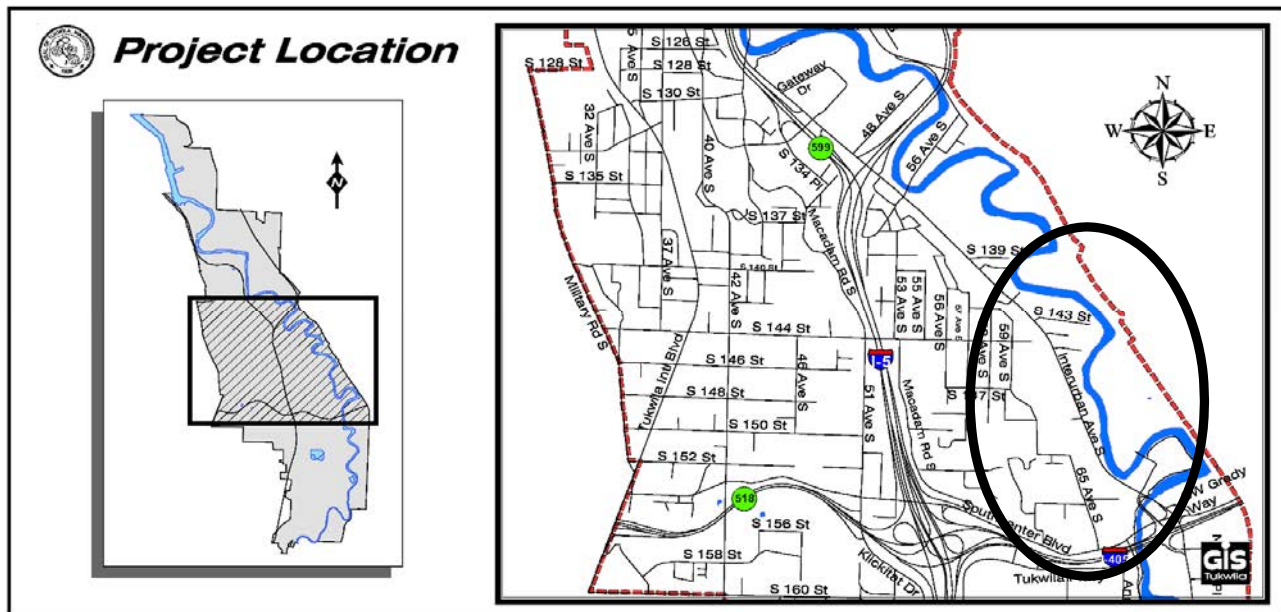 Project Location
N
N
W E
S
S 126 St
S 128 St
S 128 St
S 130 St
Gateway Dr
32 Ave S
40 Ave S
48 Ave S
56 Ave S
599
S 134 Pl
S 135 St
S 137 St
Macadam Rd S
37 Ave S
42 Ave S
S 139 St
Military Rd S
Tukwila Intl Blvd
S 144 St
S 143 St
53 Ave S
55 Ave S
56 Ave S
59 Ave S
I-5
S 146 St
46 Ave S
S 148 St
51 Ave S
Macadam Rd S
Interurban Ave S
S 150 St
S 152 St
65 Ave S
W Grady Way
518
Southcenter Blvd
S 156 St
S 158 St
Klickitat Dr
I-405
S 160 St
GIS
Tukwila